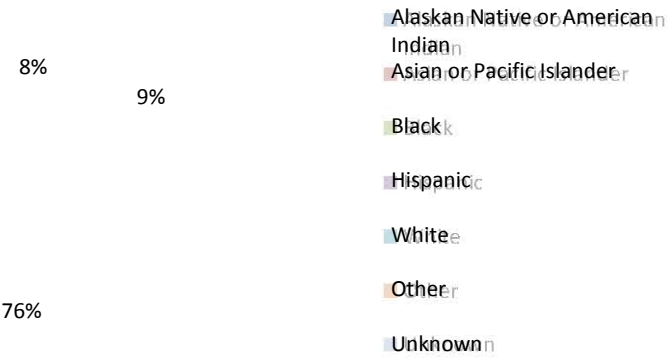 8%
9%
76%
Alaskan Native or American
Indian
Asian or Pacific Islander
Black
Hispanic
White
Other
Unknown